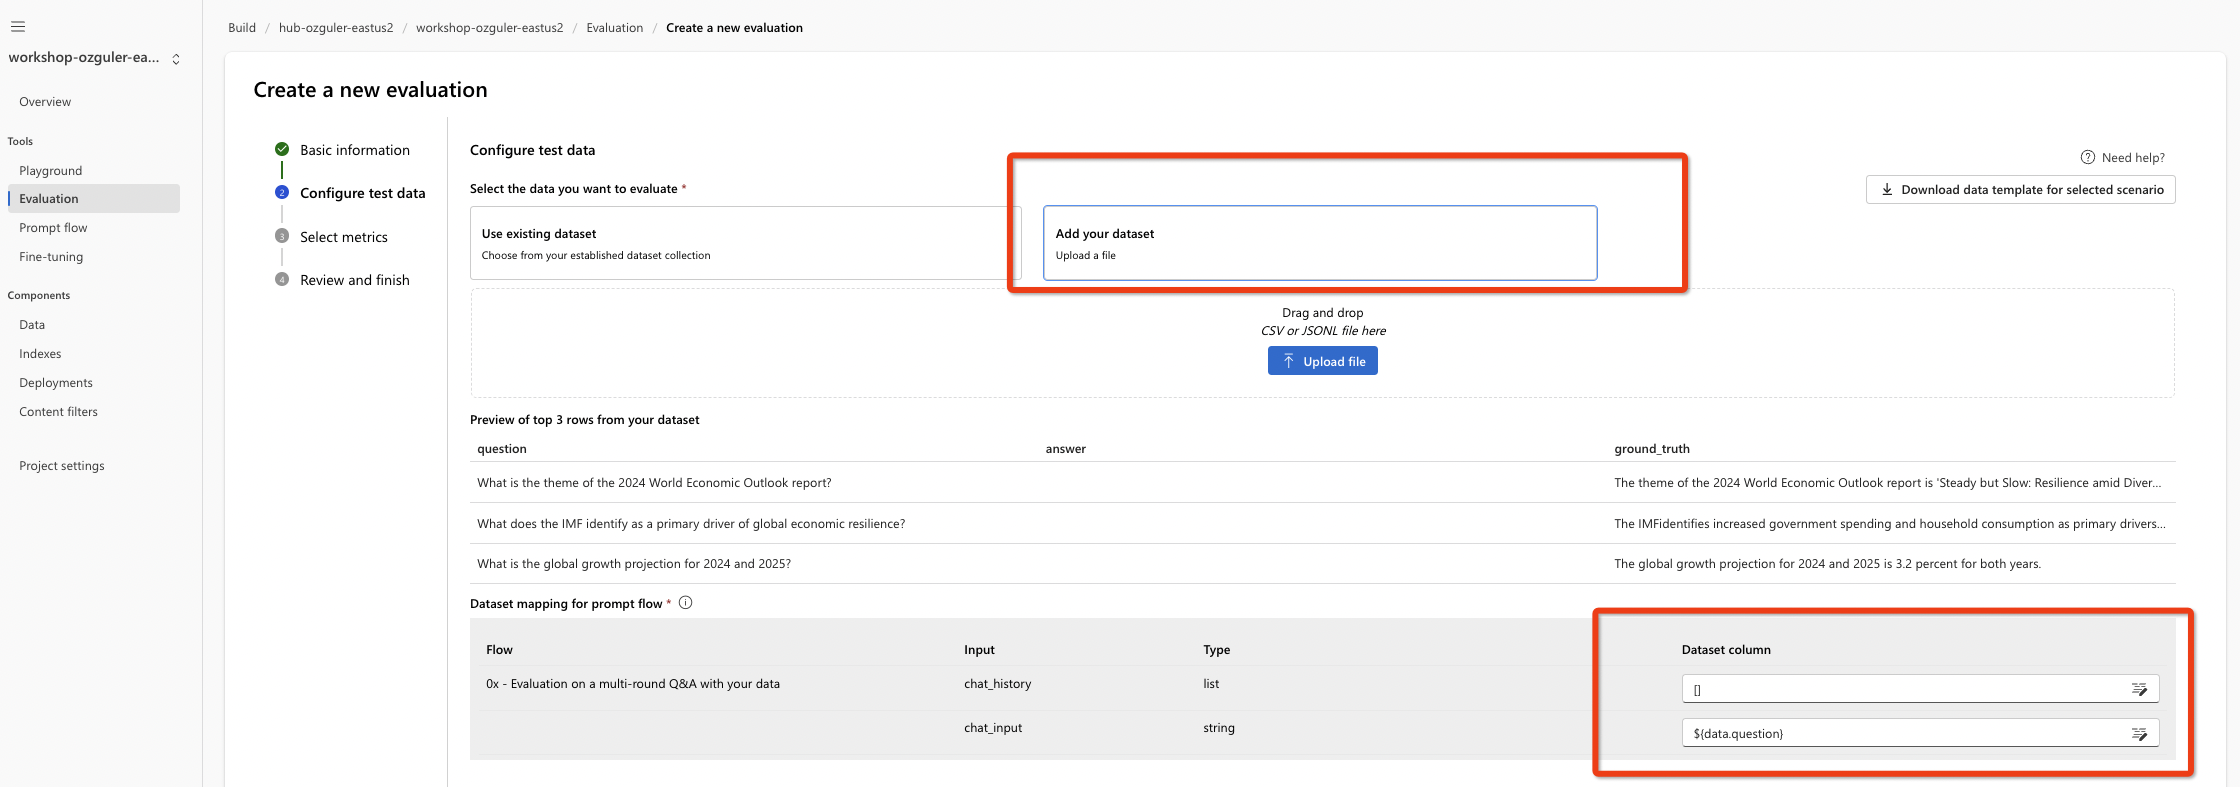 Build / hub-ozguler-eastus2 / workshop-ozguler-eastus2 / Evaluation / Create a new evaluation
workshop-ozguler-ea...
Overview
Tools
Playground
Evaluation
Prompt flow
Fine-tuning
Components
Data
Indexes
Deployments
Content filters
Project settings
Create a new evaluation
Basic information
2 Configure test data
3 Select metrics
4 Review and finish
Configure test data
Need help?
Select the data you want to evaluate *
Download data template for selected scenario
Use existing dataset
Choose from your established dataset collection
Add your dataset
Upload a file
Drag and drop
CSV or JSONL file here
Upload file
Preview of top 3 rows from your dataset
question answer ground_truth
What is the theme of the 2024 World Economic Outlook report? The theme of the 2024 World Economic Outlook report is 'Steady but Slow: Resilience amid Diver...
What does the IMF identify as a primary driver of global economic resilience? The IMFidentifies increased government spending and household consumption as primary drivers...
What is the global growth projection for 2024 and 2025? The global growth projection for 2024 and 2025 is 3.2 percent for both years.
Dataset mapping for prompt flow *
Flow Input Type Dataset column
0x - Evaluation on a multi-round Q&A with your data chat_history list []
chat_input string ${data.question}